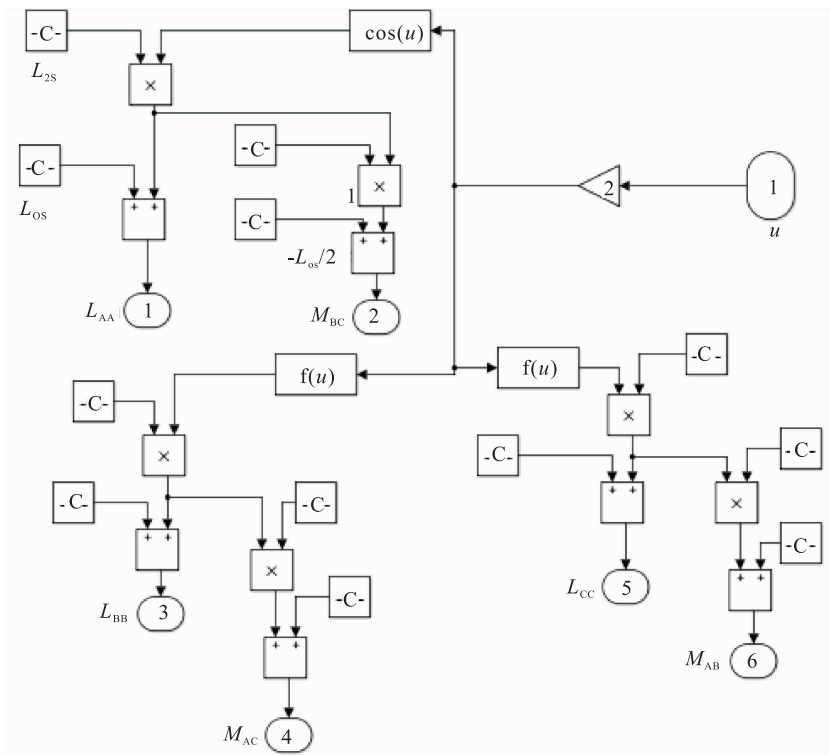 -C-
cos(u)
L2S
×
-C-
-C-
LOS
1
×
2
1
u
-C-
+ +
+ +
-Los/2
LAA
1
MBC
2
f(u)
f(u)
-C-
-C-
×
×
-C-
-C-
-C-
-C-
+ +
×
+ +
×
-C-
LBB
3
-C-
+ +
LCC
5
+ +
MAB
6
MAC
4